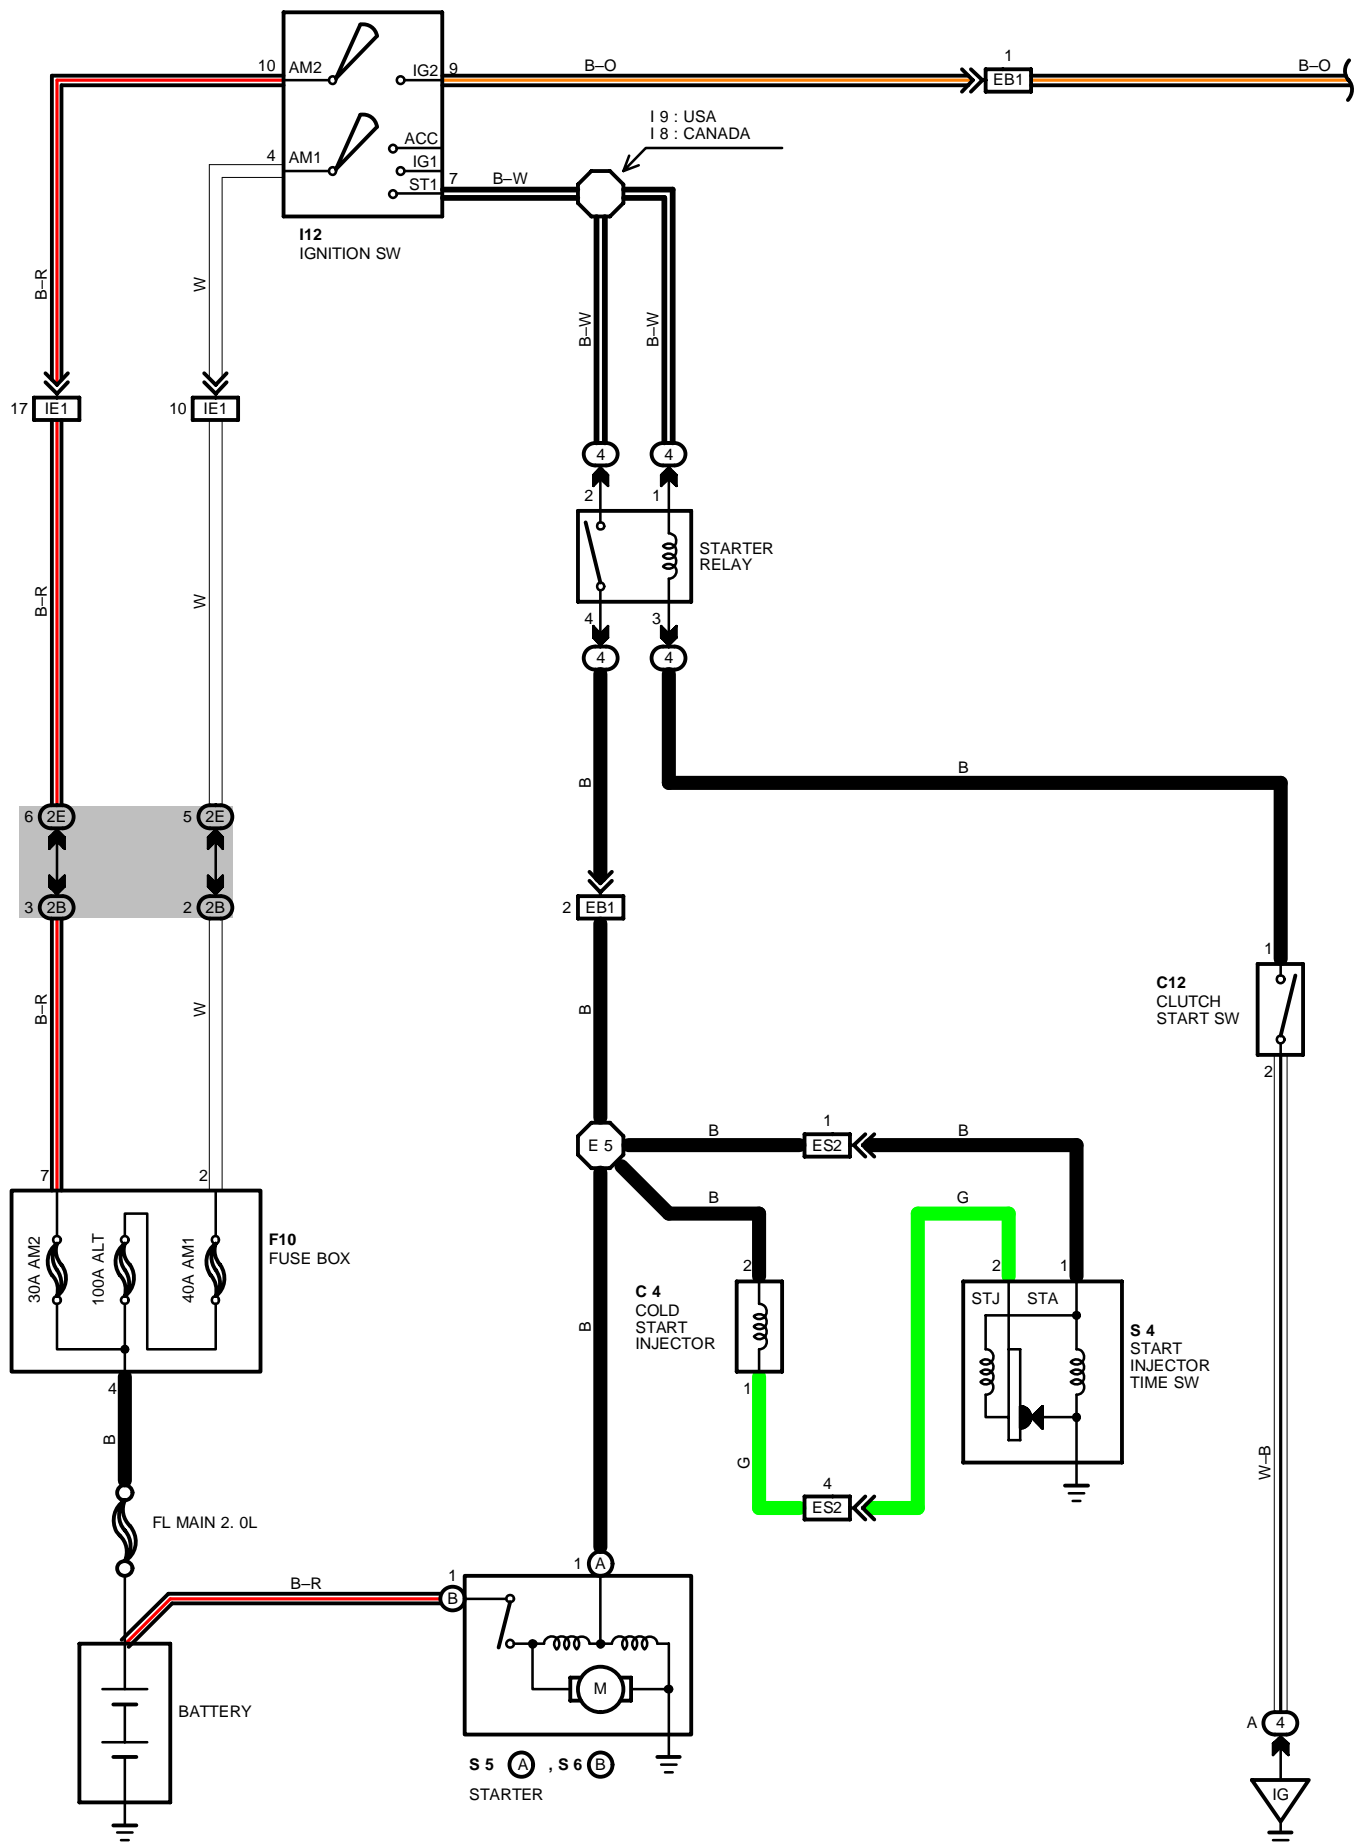 10 AM2
IG2 9
B–O
1
EB1
B–O
I 9 : USA
I 8 : CANADA
4 AM1
ACC
IG1
ST1 7
B–W
I12
IGNITION SW
B–R
W
B–W
B–W
17 IE1
10 IE1
4
4
2
1
STARTER
RELAY
4
3
4
4
B–R
W
B
B
6 2E
5 2E
3 2B
2 2B
2 EB1
B–R
W
B
1
C12
CLUTCH
START SW
2
E 5
B
1
ES2
B
B
G
7
2
30A AM2
100A ALT
40A AM1
F10
FUSE BOX
4
B
B
2
C 4
COLD
START
INJECTOR
1
G
2
1
STJ
STA
S 4
START
INJECTOR
TIME SW
4
ES2
W–B
FL MAIN 2. 0L
B–R
1
B
1 A
M
BATTERY
S 5 A , S 6 B
STARTER
A 4
IG